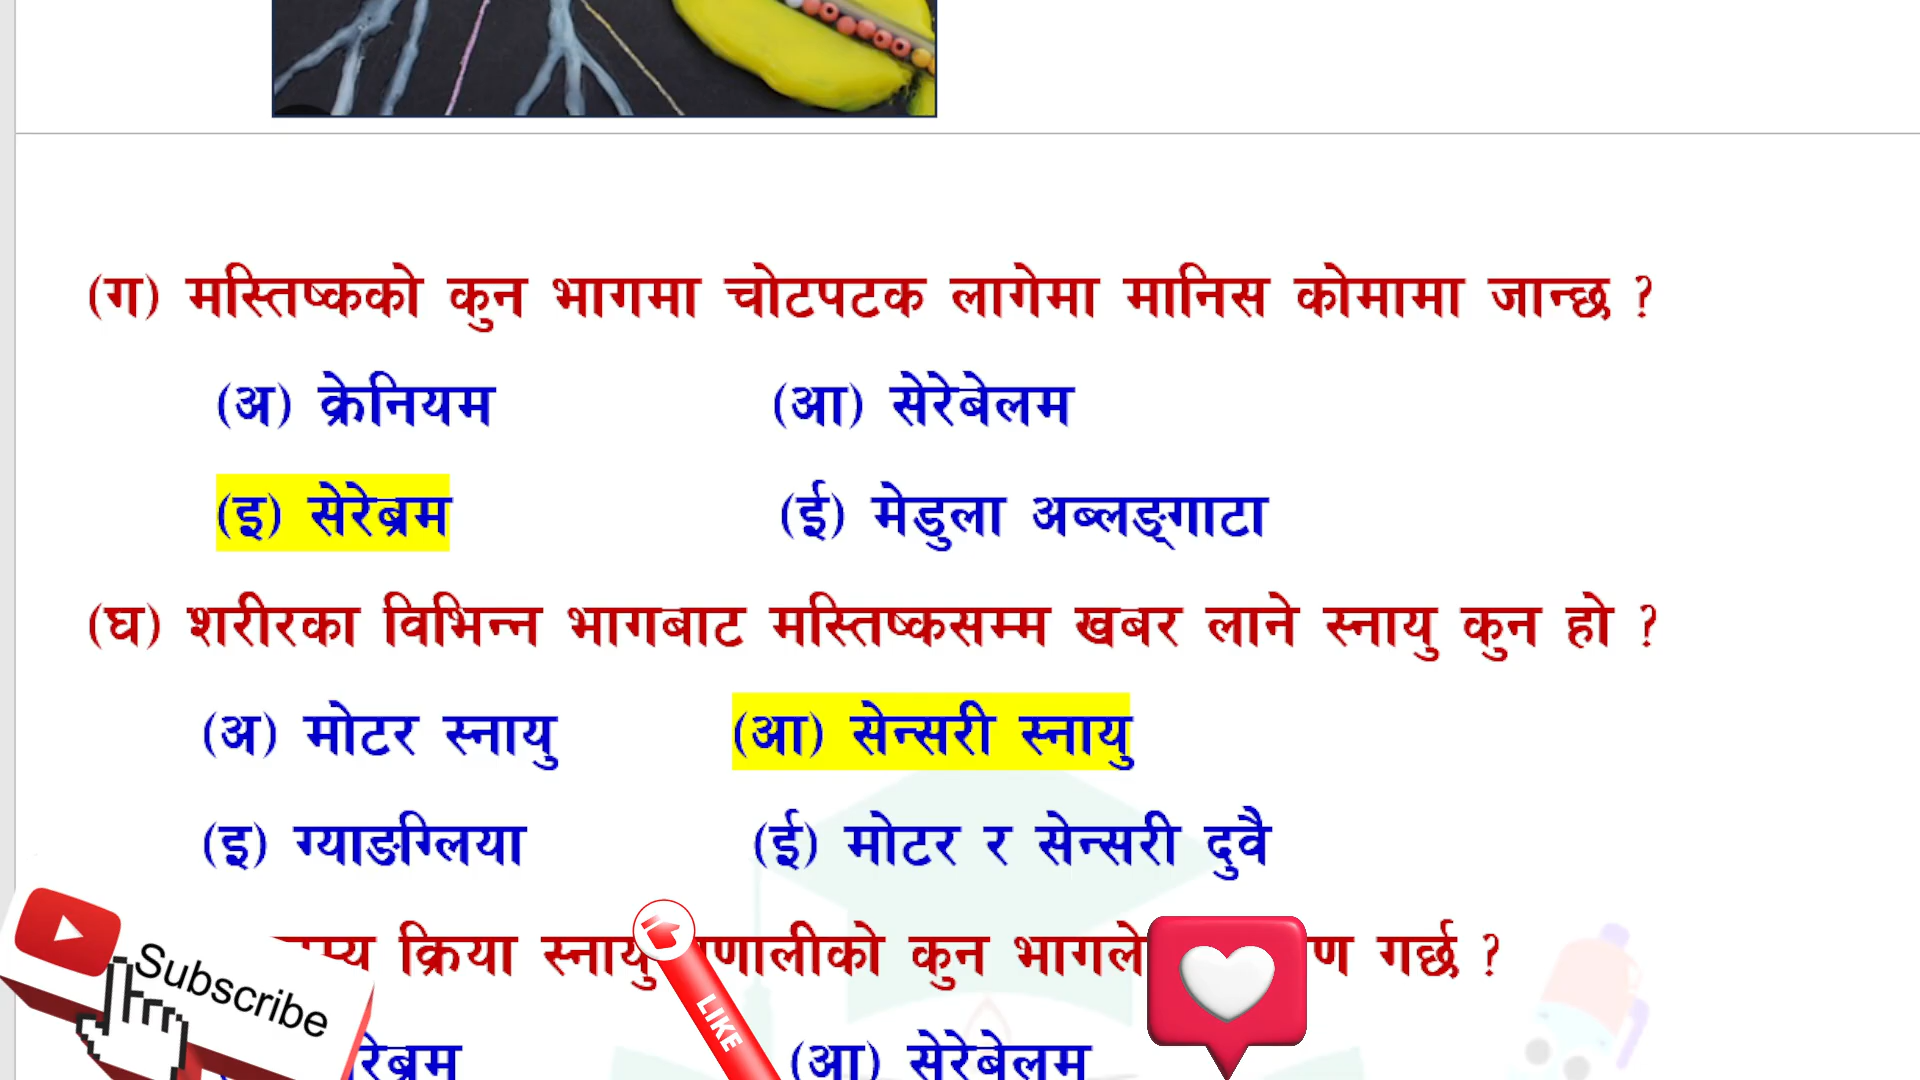 (ग) मस्तिष्कको कुन भागमा चोटपटक लागेमा मानिस कोमामा जान्छ ?
(अ) क्रेनियम (आ) सेरेबेलम
(इ) सेरेब्रम (ई) मेडुला अब्लङ्गाटा
(घ) शरीरका विभिन्न भागबाट मस्तिष्कसम्म खबर लाने स्नायु कुन हो ?
(अ) मोटर स्नायु (आ) सेन्सरी स्नायु
(इ) ग्याङग्लिया (ई) मोटर र सेन्सरी दुवै
क्रिया स्नायु कुन भागले गर्छ ?
(आ) सेरेबेलम
Subscribe
LIKE